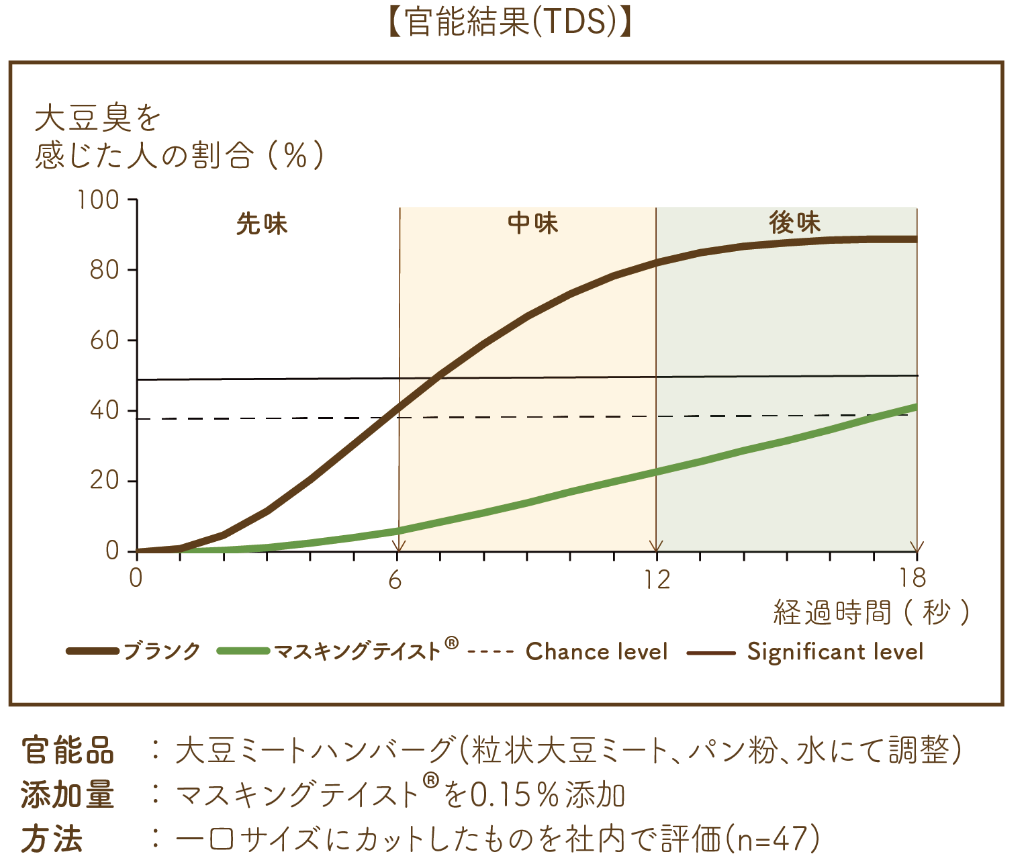 【官能結果(TDS)】
大豆臭を
感じた人の割合(%)
100
先味
中味
後味
80
60
40
20
0
0
6
12
18
経過時間(秒)
ブランク
マスキングテイスト®
Chance level
Significant level
官能品 : 大豆ミートハンバーグ(粒状大豆ミート、パン粉、水にて調整)
添加量 : マスキングテイスト®を0.15%添加
方法 : 一口サイズにカットしたものを社内で評価(n=47)